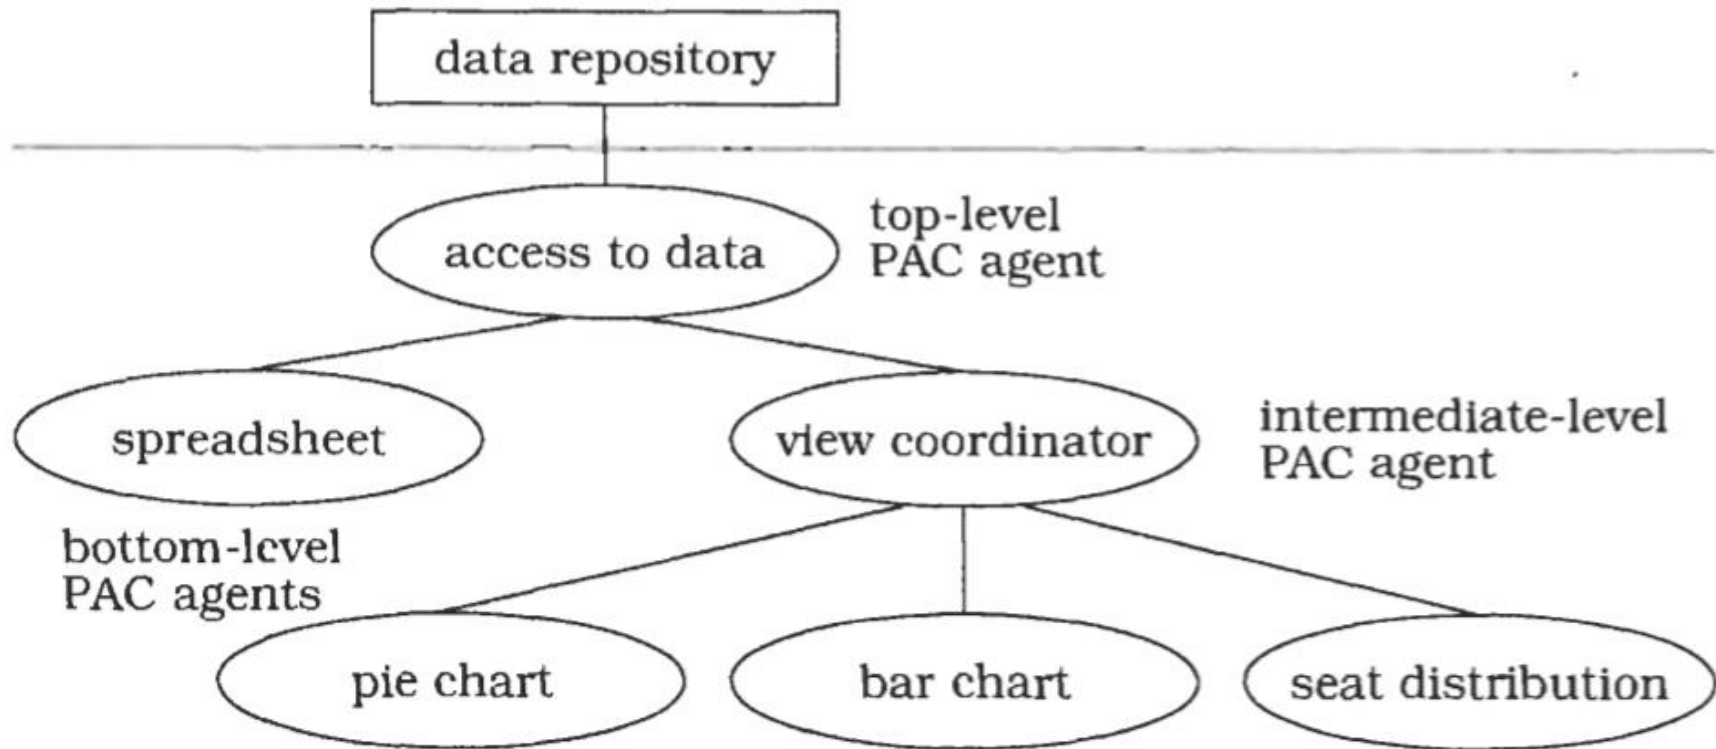 data repository
access to data
top-level
PAC agent
spreadsheet
view coordinator
intermediate-level
PAC agent
bottom-level
PAC agents
pie chart
bar chart
seat distribution